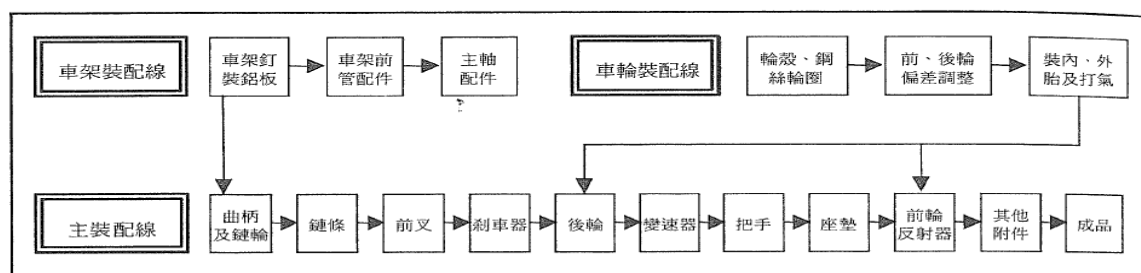 車架裝配線
車架釘
裝鋁板
車架前
管配件
主軸
配件
車輪裝配線
輪殼、鋼
絲輪圈
前、後輪
偏差調整
裝內、外
胎及打氣
主裝配線
曲柄
及鏈輪
鏈條
前叉
剎車器
後輪
變速器
把手
座墊
前輪
反射器
其他
附件
成品